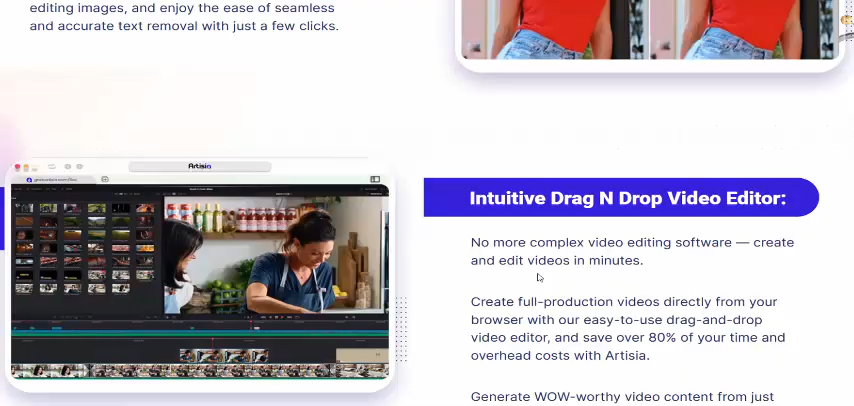 editing images, and enjoy the ease of seamless
and accurate text removal with just a few clicks.
Artisia
Intuitive Drag N Drop Video Editor:
No more complex video editing software — create
and edit videos in minutes.
Create full-production videos directly from your
browser with our easy-to-use drag-and-drop
video editor, and save over 80% of your time and
overhead costs with Artisia.
Generate WOW-worthy video content from just